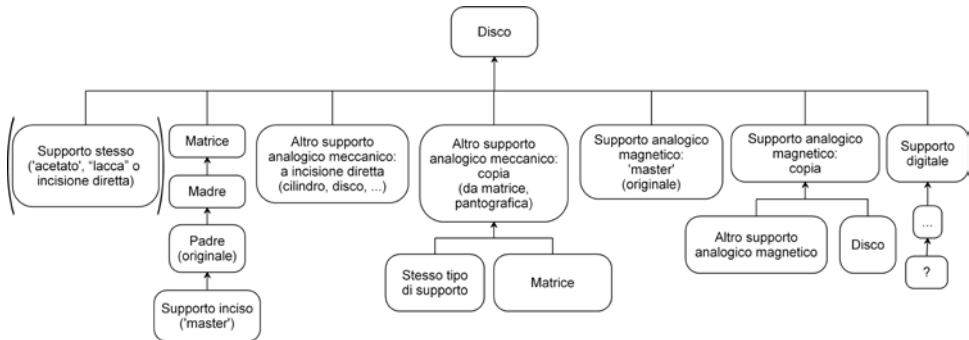 Disco
Supporto stesso
('acetato', "lacca" o
incisione diretta)
Matrice
Madre
Padre
(originale)
Supporto inciso
('master')
Altro supporto
analogico meccanico:
a incisione diretta
(cilindro, disco, ...)
Altro supporto
analogico meccanico:
copia
(da matrice,
pantografica)
Stesso tipo
di supporto
Matrice
Supporto analogico
magnetico:
'master'
(originale)
Supporto analogico
magnetico:
copia
Altro supporto
analogico magnetico
Disco
Supporto
digitale
...
?